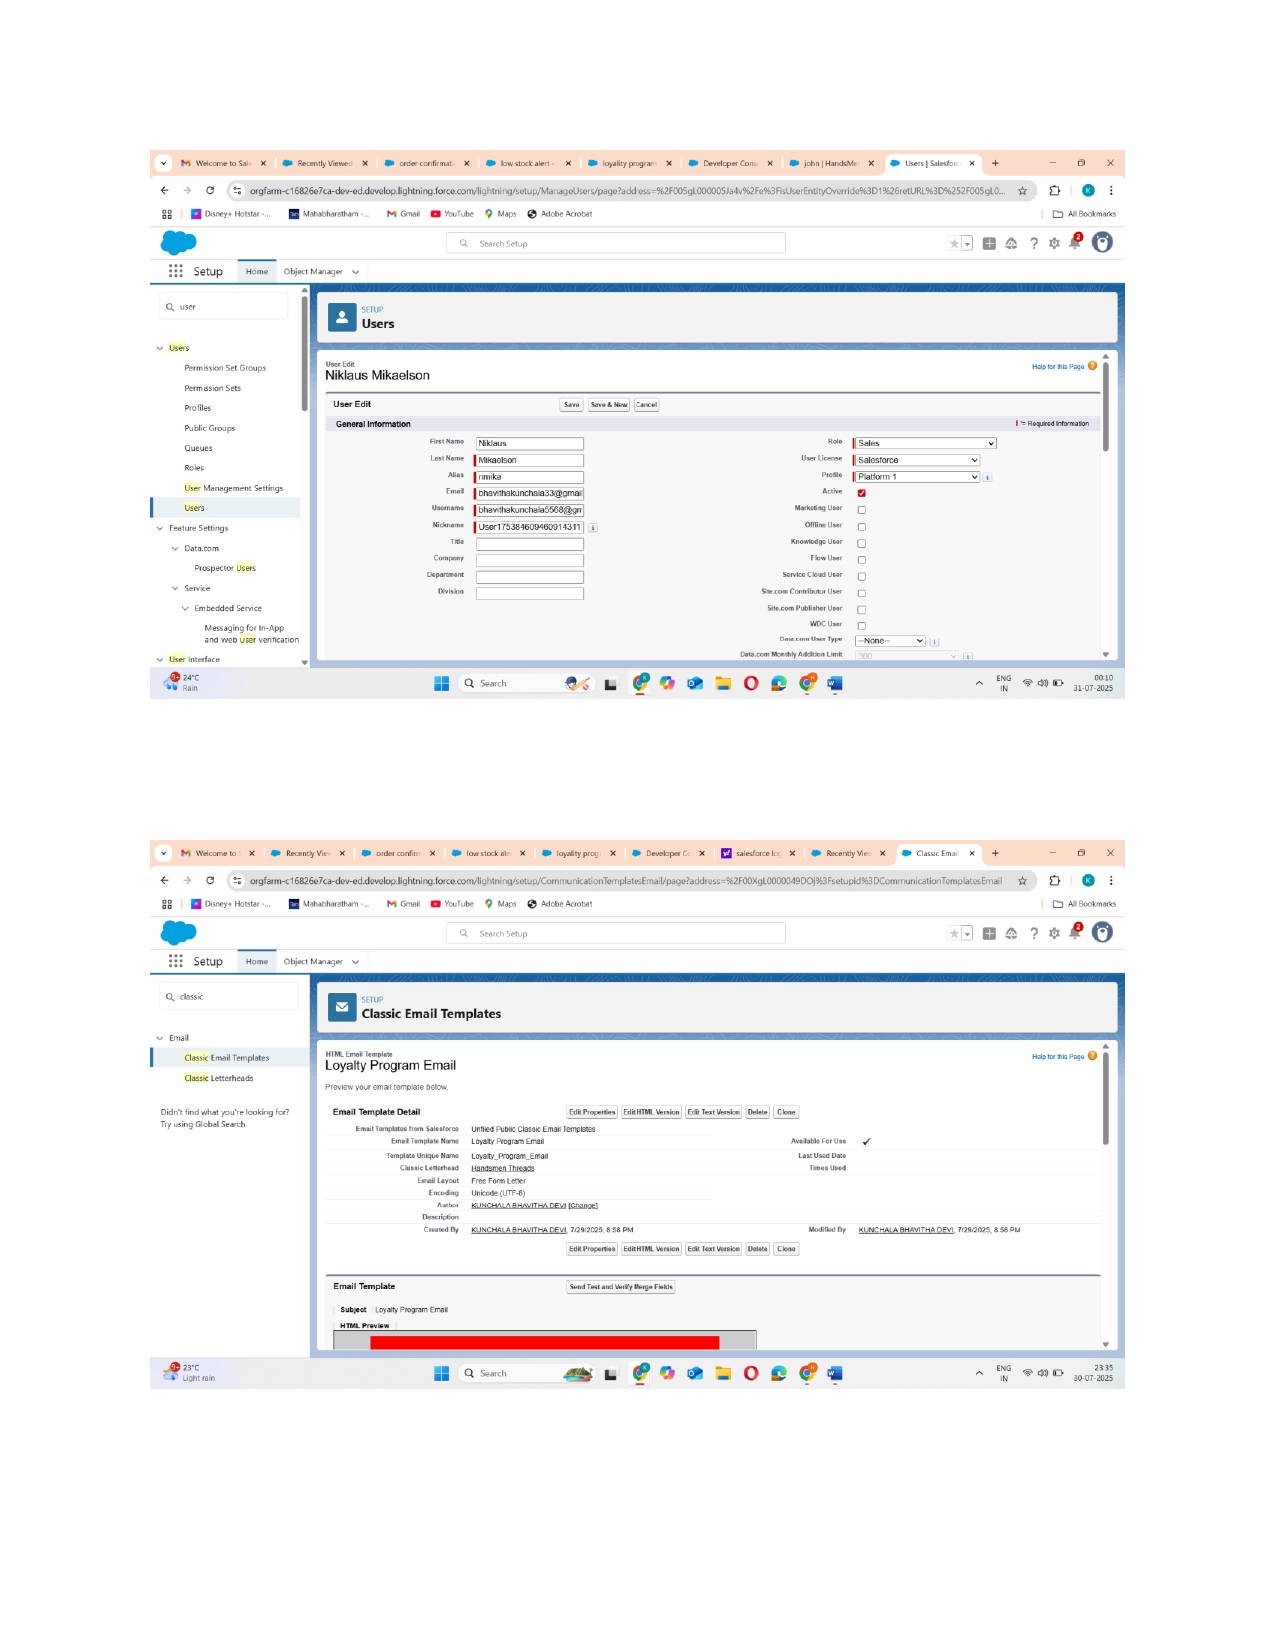 Welcome to Sal
Recently Viewed
order confirmati
low stock alert -
loyality program
Developer Cons
john | HandsMe
Users | Salesforc
orgfarm-c16826e7ca-dev-ed.develop.lightning.force.com/lightning/setup/ManageUsers/page?address=%2F005gL000005Ja4v%2Fe%3FisUserEntityOverride%3D1%26retURL%3D%252F005gL0...
Disney+ Hotstar -...
Mahabharatham -...
Gmail
YouTube
Maps
Adobe Acrobat
All Bookmarks
Search Setup
2
Setup
Home
Object Manager
user
Users
Permission Set Groups
Permission Sets
Profiles
Public Groups
Queues
Roles
User Management Settings
Users
Feature Settings
Data.com
Prospector Users
Service
Embedded Service
Messaging for In-App
and Web User verification
User Interface
SETUP
Users
User Edit
Niklaus Mikaelson
Help for this Page
User Edit
Save
Save & New
Cancel
General Information
= Required Information
First Name Niklaus
Last Name Mikaelson
Alias nmika
Email bhavithakunchala33@gmail
Username bhavithakunchala5568@gm
Nickname User175384609460914311
Title
Company
Department
Division
Role Sales
User License Salesforce
Profile Platform 1
Active
Marketing User
Offline User
Knowledge User
Flow User
Service Cloud User
Site.com Contributor User
Site.com Publisher User
WDC User
Data.com User Type --None--
Data.com Monthly Addition Limit 300
24°C
Rain
Search
ENG
IN
00:10
31-07-2025
Welcome to S
Recently View
order confirm
low stock ale
loyality prog
Developer Co
salesforce log
Recently View
Classic Email
orgfarm-c16826e7ca-dev-ed.develop.lightning.force.com/lightning/setup/CommunicationTemplatesEmail/page?address=%2F00XgL0000049DOj%3Fsetupid%3DCommunicationTemplatesEmail
Disney+ Hotstar -...
Mahabharatham -...
Gmail
YouTube
Maps
Adobe Acrobat
All Bookmarks
Search Setup
2
Setup
Home
Object Manager
classic
Email
Classic Email Templates
Classic Letterheads
Didn't find what you're looking for?
Try using Global Search.
SETUP
Classic Email Templates
HTML Email Template
Loyalty Program Email
Help for this Page
Preview your email template below.
Email Template Detail
Edit Properties
Edit HTML Version
Edit Text Version
Delete
Clone
Email Templates from Salesforce Unfiled Public Classic Email Templates
Email Template Name Loyalty Program Email
Available For Use
Template Unique Name Loyalty_Program_Email
Last Used Date
Classic Letterhead Handsmen Threads
Times Used
Email Layout Free Form Letter
Encoding Unicode (UTF-8)
Author KUNCHALA BHAVITHA DEVI [Change]
Description
Created By KUNCHALA BHAVITHA DEVI, 7/29/2025, 8:58 PM
Modified By KUNCHALA BHAVITHA DEVI, 7/29/2025, 8:58 PM
Edit Properties
Edit HTML Version
Edit Text Version
Delete
Clone
Email Template
Send Test and Verify Merge Fields
Subject Loyalty Program Email
HTML Preview
23°C
Light rain
Search
ENG
IN
23:35
30-07-2025